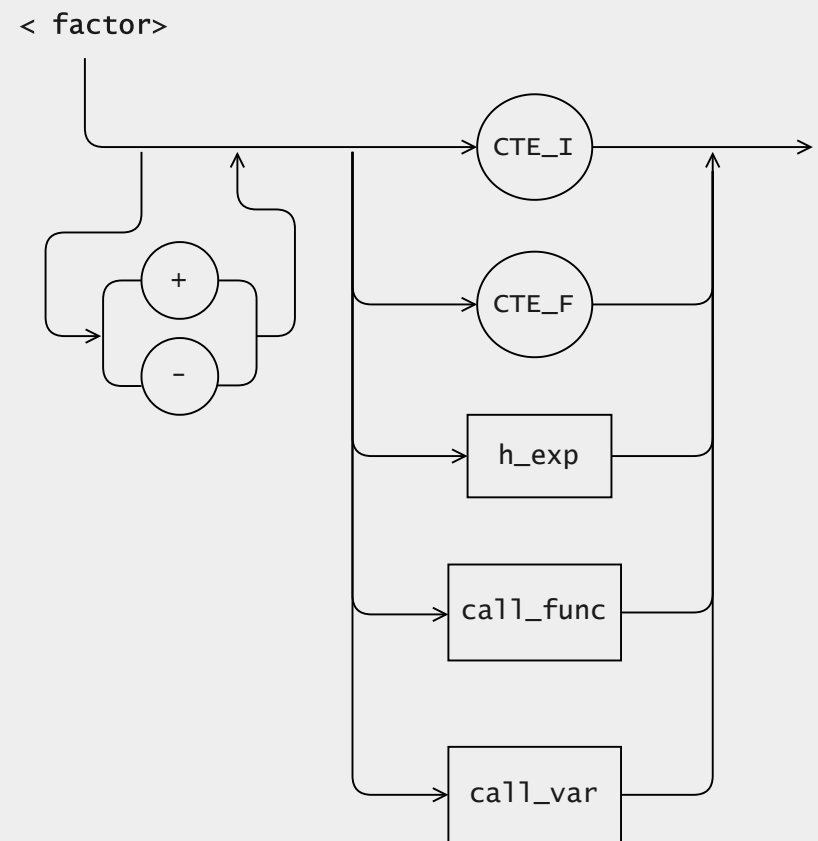 < factor>
CTE_I
+
CTE_F
-
h_exp
call_func
call_var